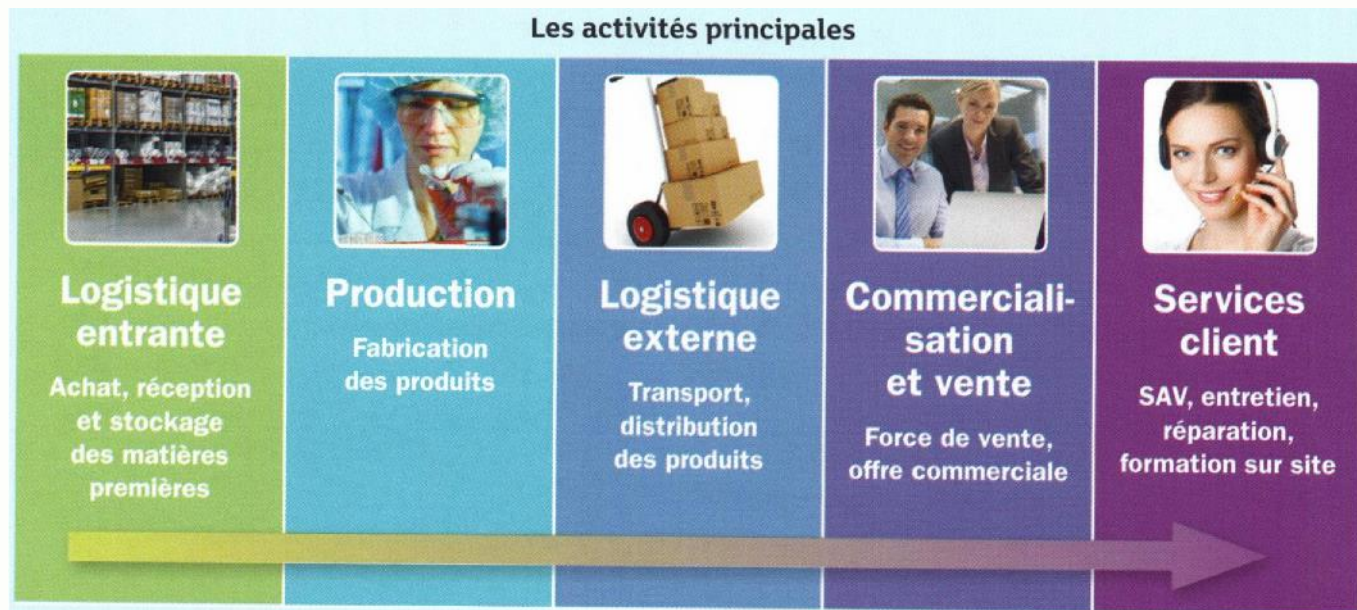 Les activités principales
Logistique
entrante
Achat, réception
et stockage
des matières
premières
Production
Fabrication
des produits
Logistique
externe
Transport,
distribution
des produits
Commerciali-
sation
et vente
Force de vente,
offre commerciale
Services
client
SAV, entretien,
réparation,
formation sur site